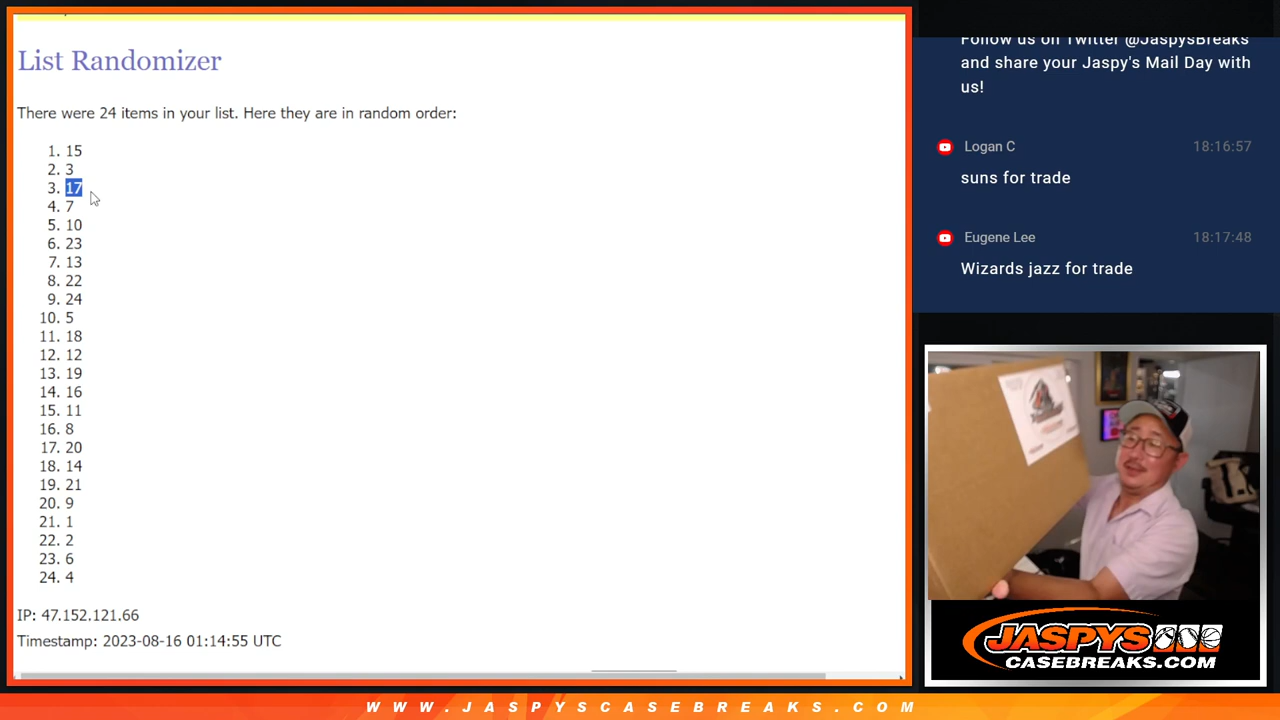 List Randomizer
There were 24 items in your list. Here they are in random order:
1. 15
2. 3
3. 17
4. 7
5. 10
6. 23
7. 13
8. 22
9. 24
10. 5
11. 18
12. 12
13. 19
14. 16
15. 11
16. 8
17. 20
18. 14
19. 21
20. 9
21. 1
22. 2
23. 6
24. 4
IP: 47.152.121.66
Timestamp: 2023-08-16 01:14:55 UTC
Follow us on Twitter @JaspysBreaks
and share your Jaspy's Mail Day with
us!
Logan C 18:16:57
suns for trade
Eugene Lee 18:17:48
Wizards jazz for trade
JASPYS
CASEBREAKS.COM
WWW.JASPYSCASEBREAKS.COM